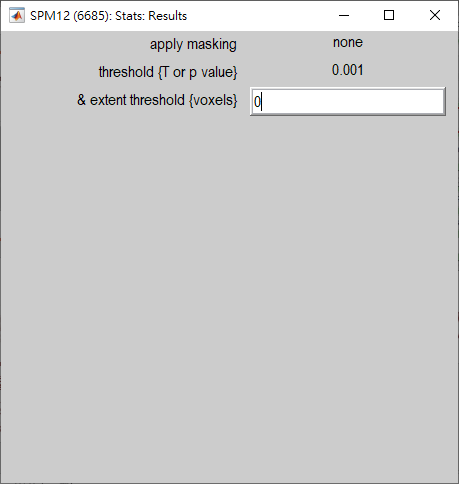 SPM12 (6685): Stats: Results
apply masking none
threshold {T or p value} 0.001
& extent threshold {voxels} 0